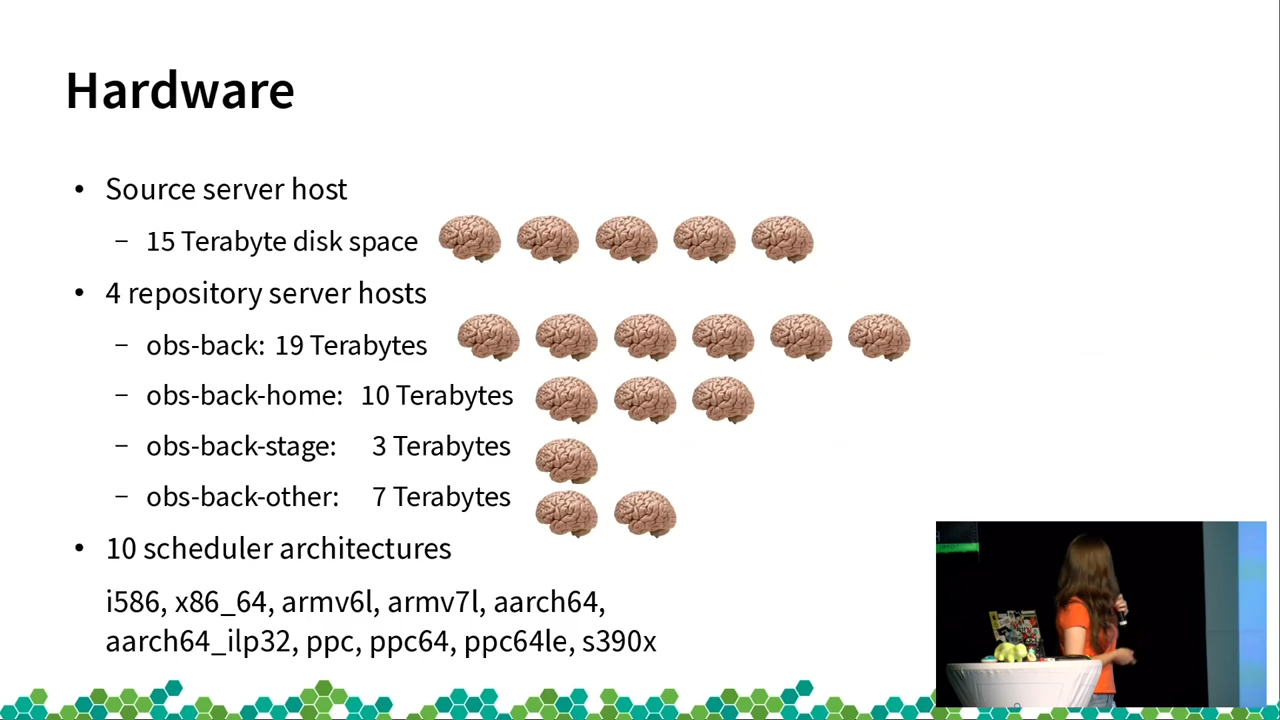 Hardware
• Source server host
– 15 Terabyte disk space
• 4 repository server hosts
– obs-back: 19 Terabytes
– obs-back-home: 10 Terabytes
– obs-back-stage: 3 Terabytes
– obs-back-other: 7 Terabytes
• 10 scheduler architectures
i586, x86_64, armv6l, armv7l, aarch64,
aarch64_ilp32, ppc, ppc64, ppc64le, s390x